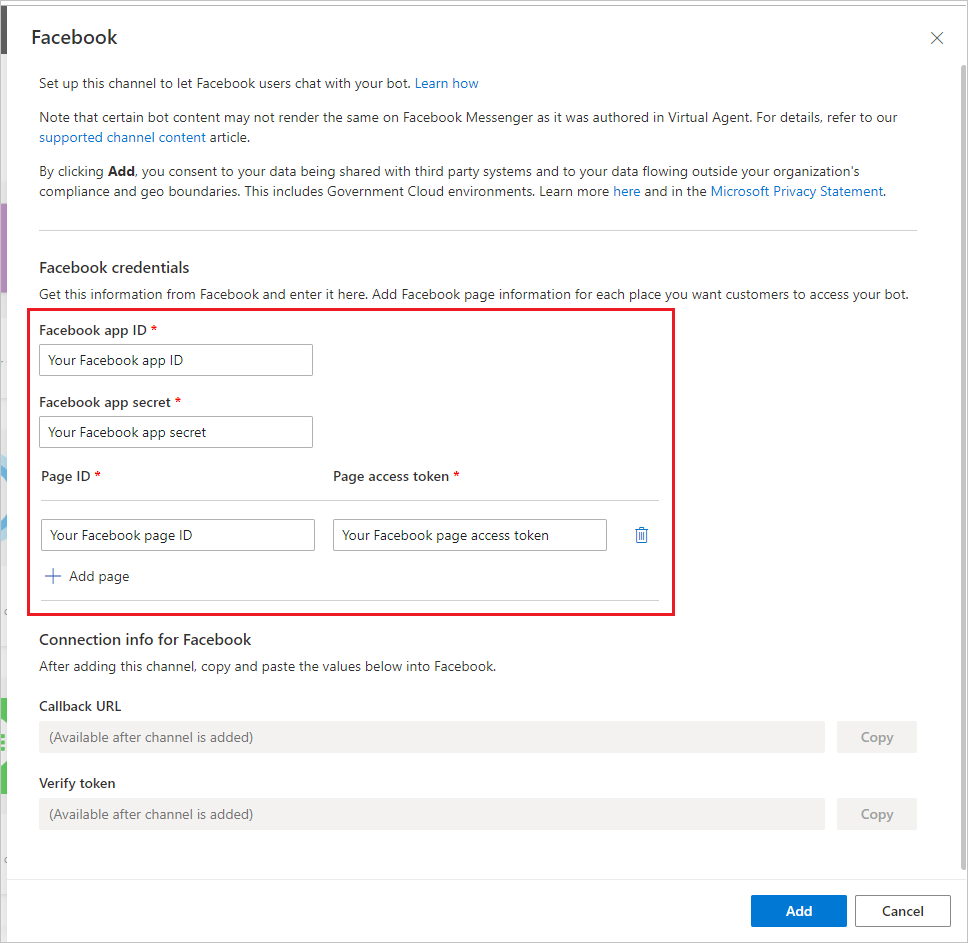 Facebook
Set up this channel to let Facebook users chat with your bot. Learn how
Note that certain bot content may not render the same on Facebook Messenger as it was authored in Virtual Agent. For details, refer to our
supported channel content article.
By clicking Add, you consent to your data being shared with third party systems and to your data flowing outside your organization's
compliance and geo boundaries. This includes Government Cloud environments. Learn more here and in the Microsoft Privacy Statement.
Facebook credentials
Get this information from Facebook and enter it here. Add Facebook page information for each place you want customers to access your bot.
Facebook app ID *
Your Facebook app ID
Facebook app secret *
Your Facebook app secret
Page ID * Page access token *
Your Facebook page ID Your Facebook page access token
Add page
Connection info for Facebook
After adding this channel, copy and paste the values below into Facebook.
Callback URL
(Available after channel is added) Copy
Verify token
(Available after channel is added) Copy
Add Cancel